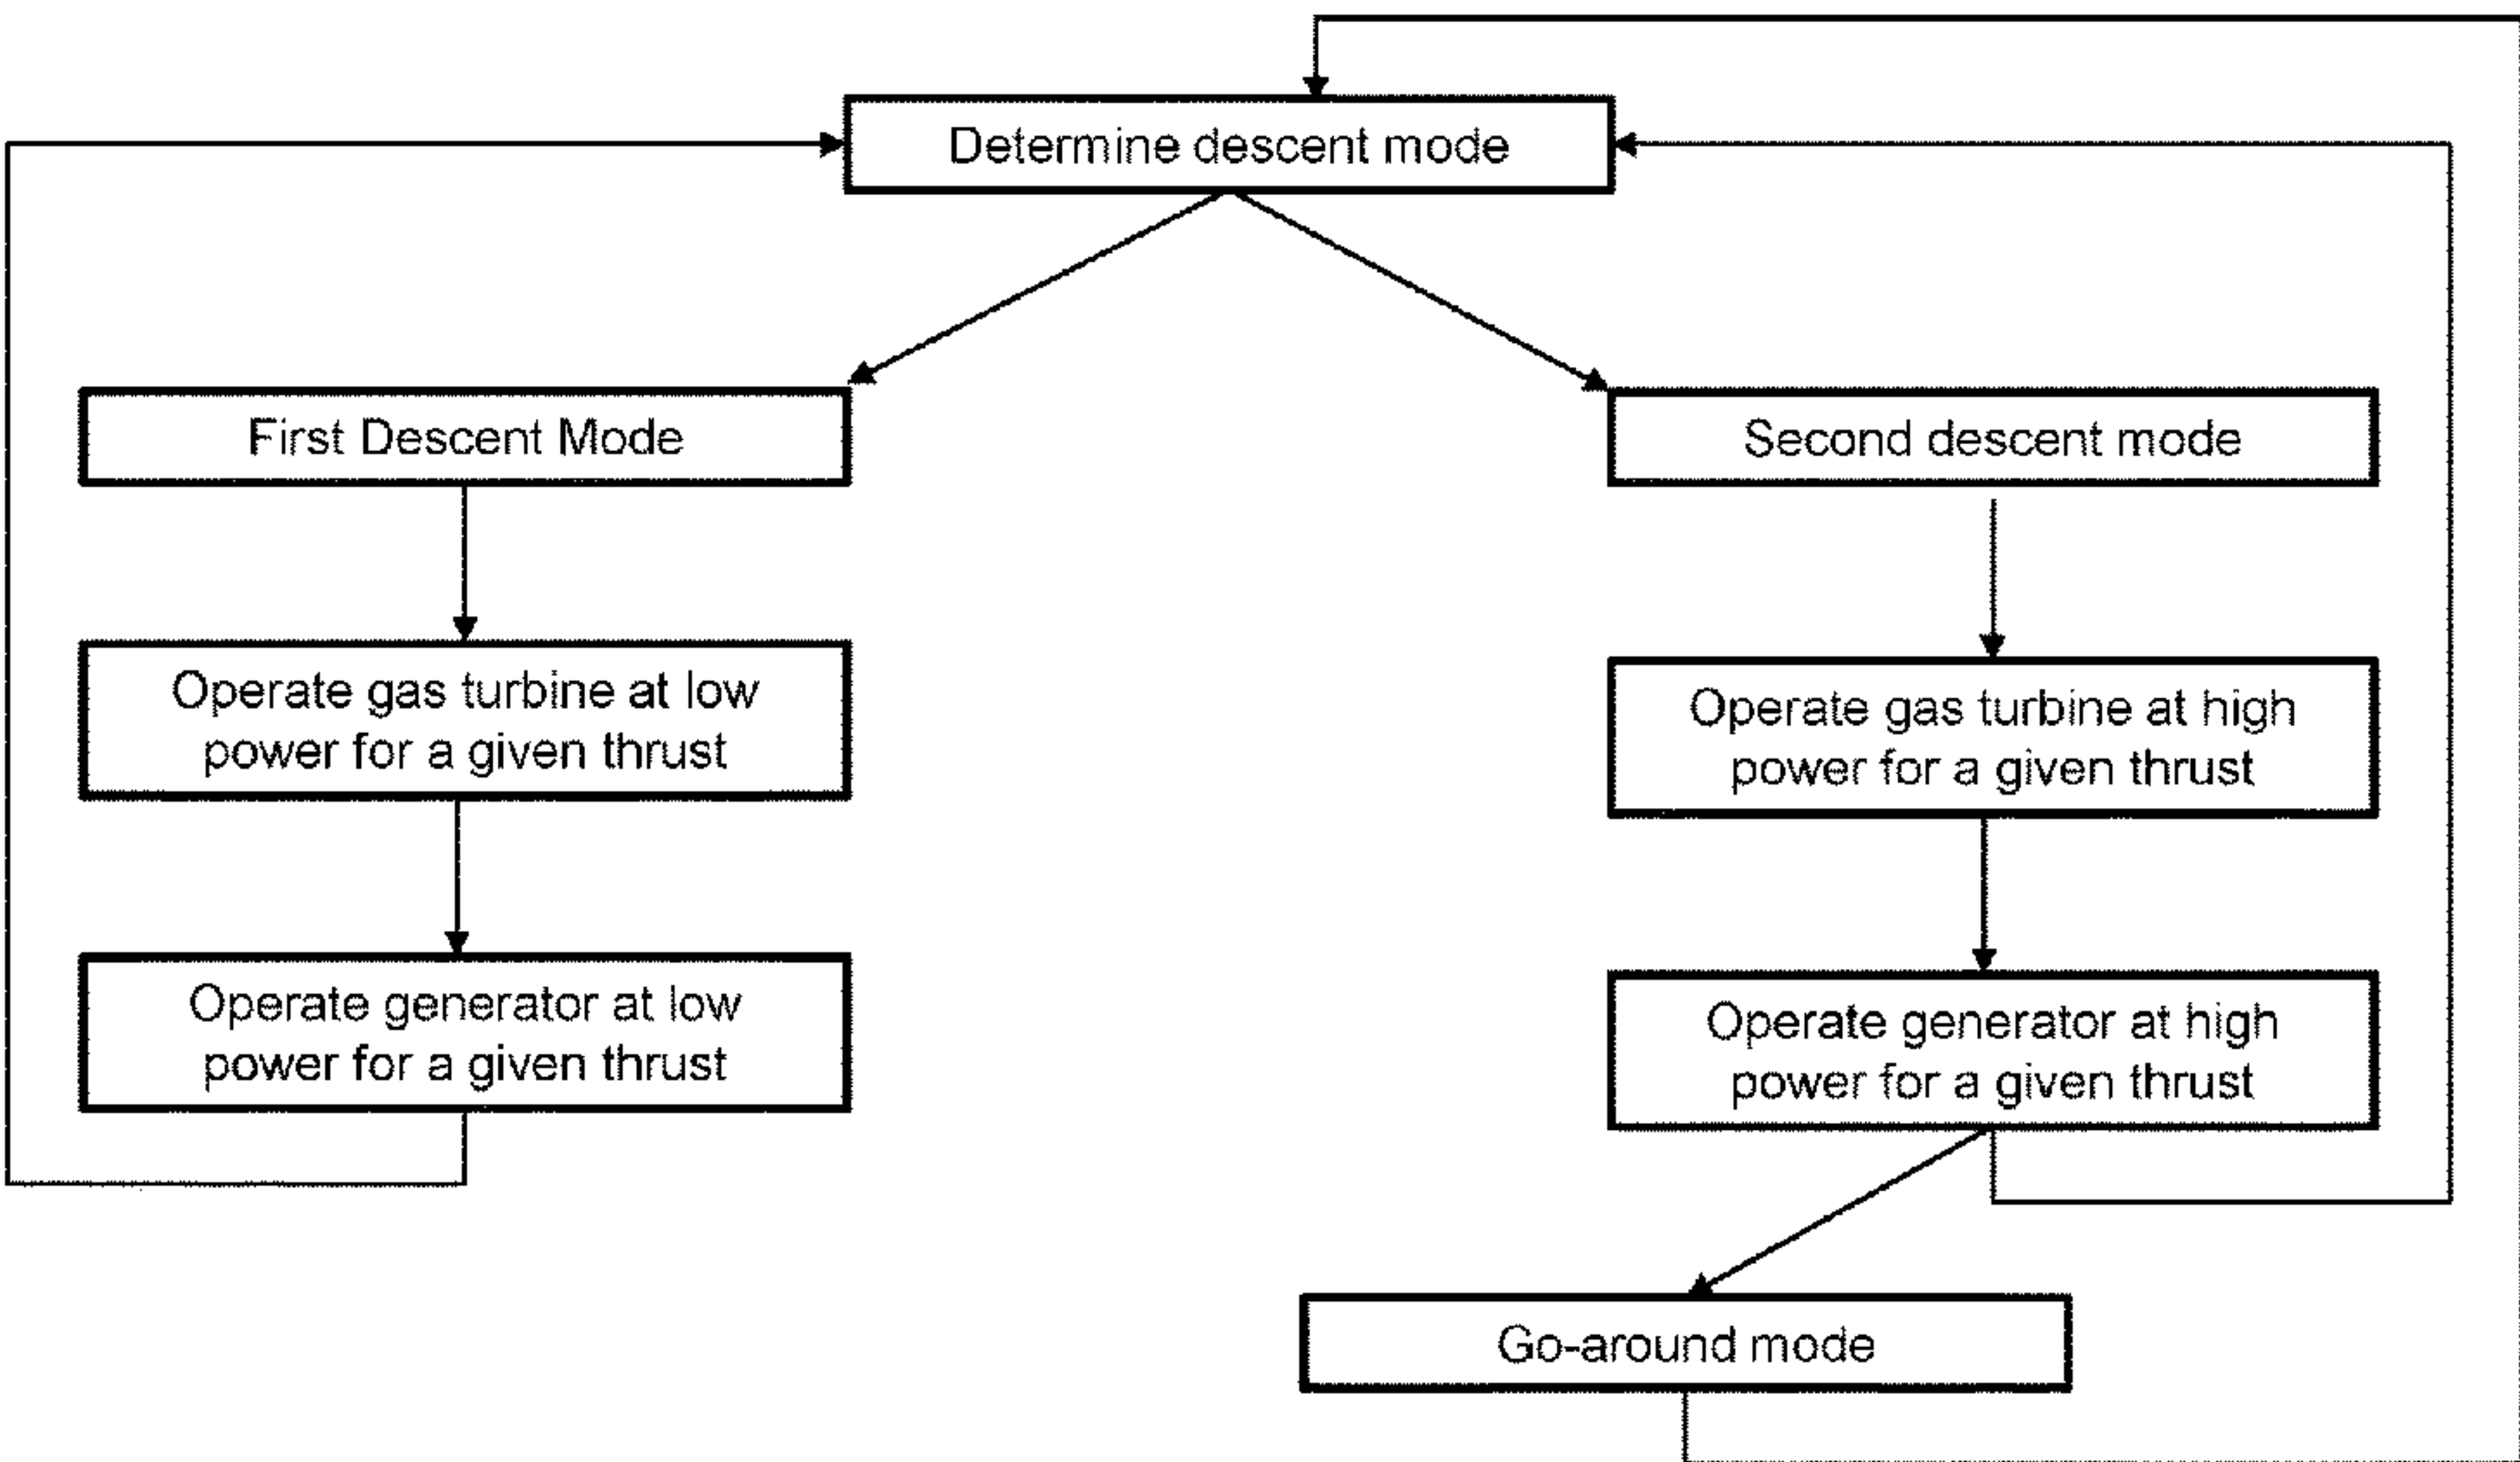 Determine descent mode
First Descent Mode
Second descent mode
Operate gas turbine at low
power for a given thrust
Operate gas turbine at high
power for a given thrust
Operate generator at low
power for a given thrust
Operate generator at high
power for a given thrust
Go-around mode